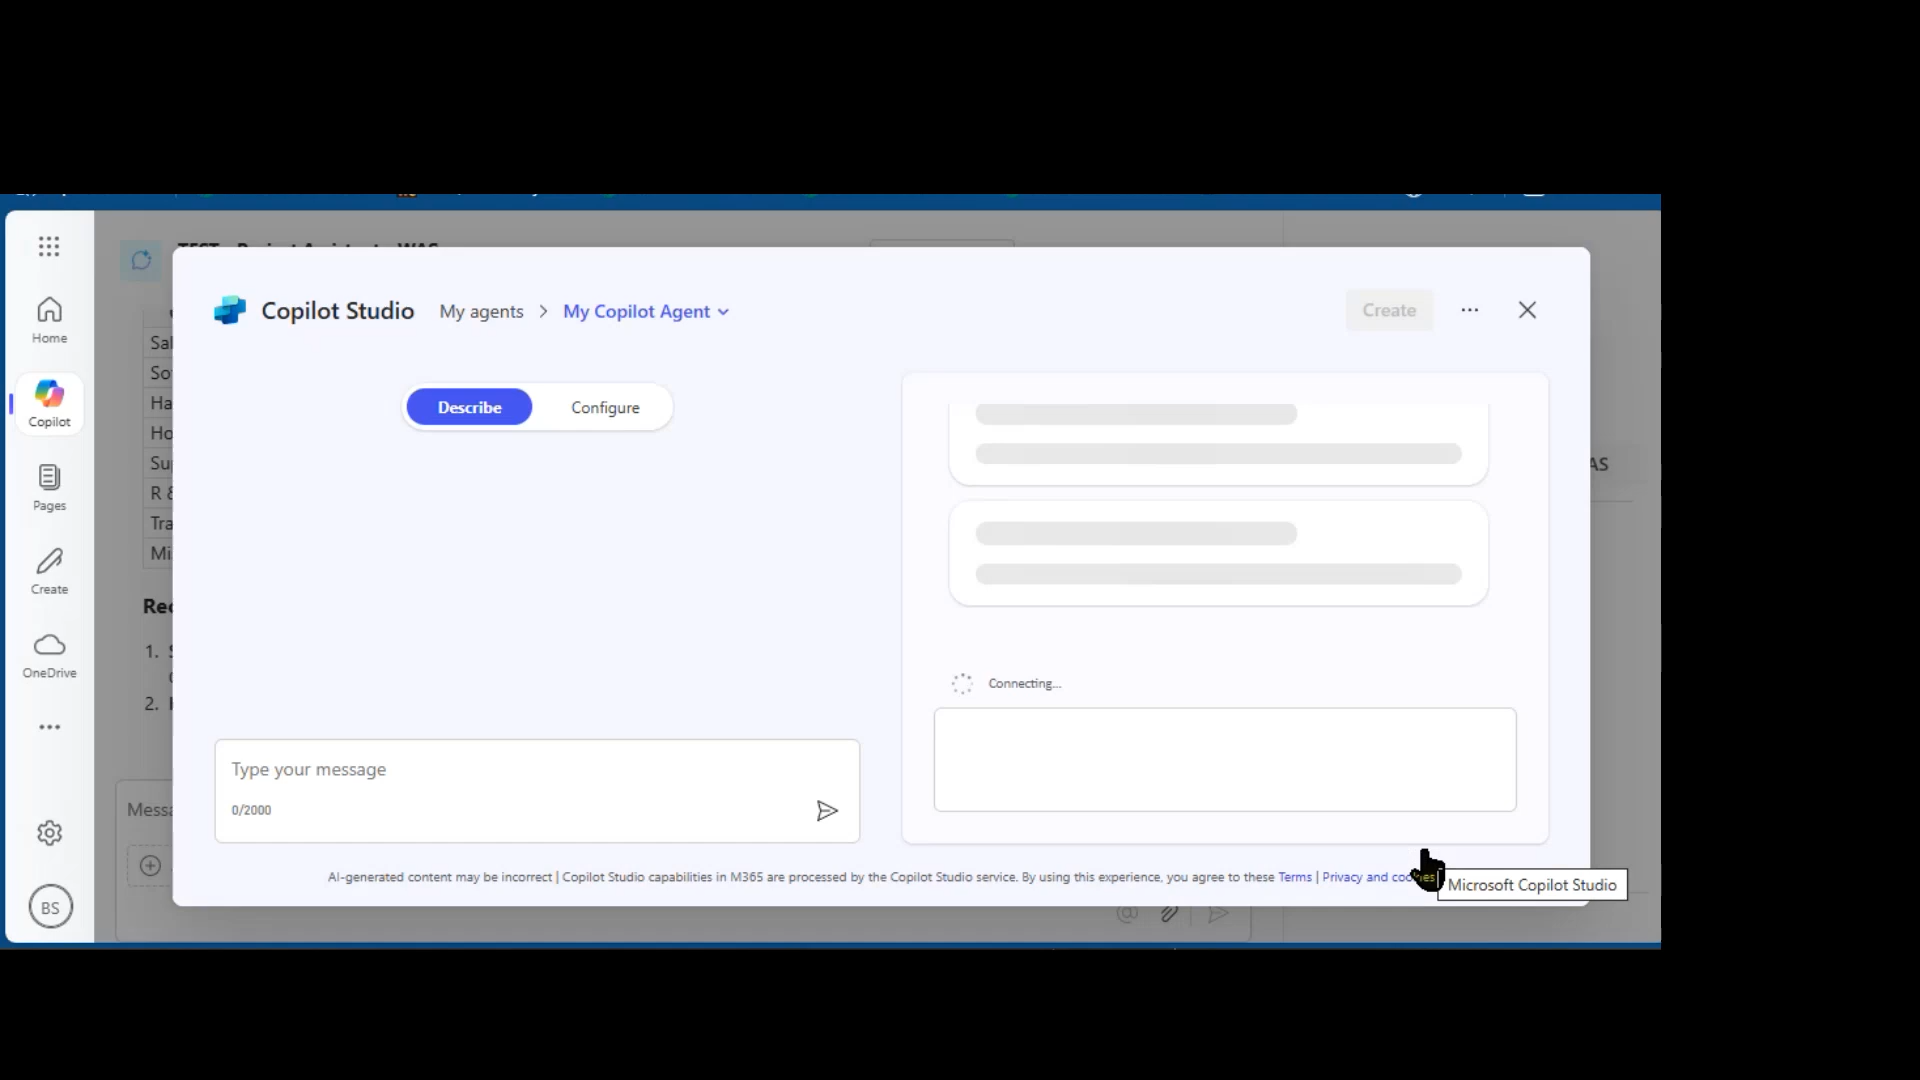 Copilot Studio My agents > My Copilot Agent
Create
Home
Copilot
Pages
Create
OneDrive
BS
Describe Configure
1.
2.
Connecting...
Type your message
0/2000
AI-generated content may be incorrect | Copilot Studio capabilities in M365 are processed by the Copilot Studio service. By using this experience, you agree to these Terms | Privacy and
Microsoft Copilot Studio